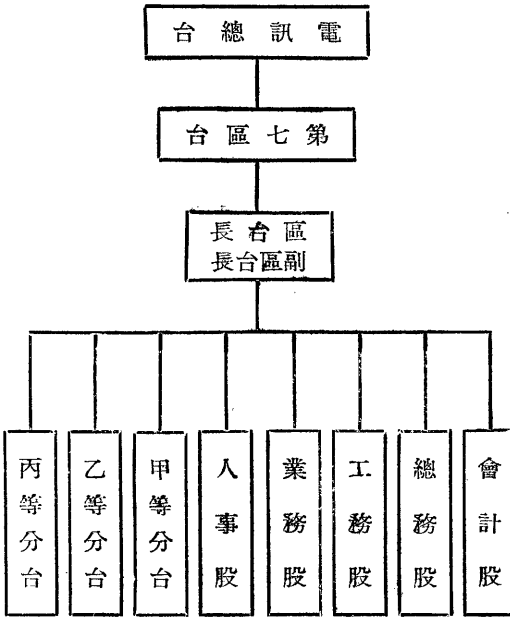 電訊總台
第七區台
區台長
副區台長
會計股
總務股
工務股
業務股
人事股
甲等分台
乙等分台
丙等分台